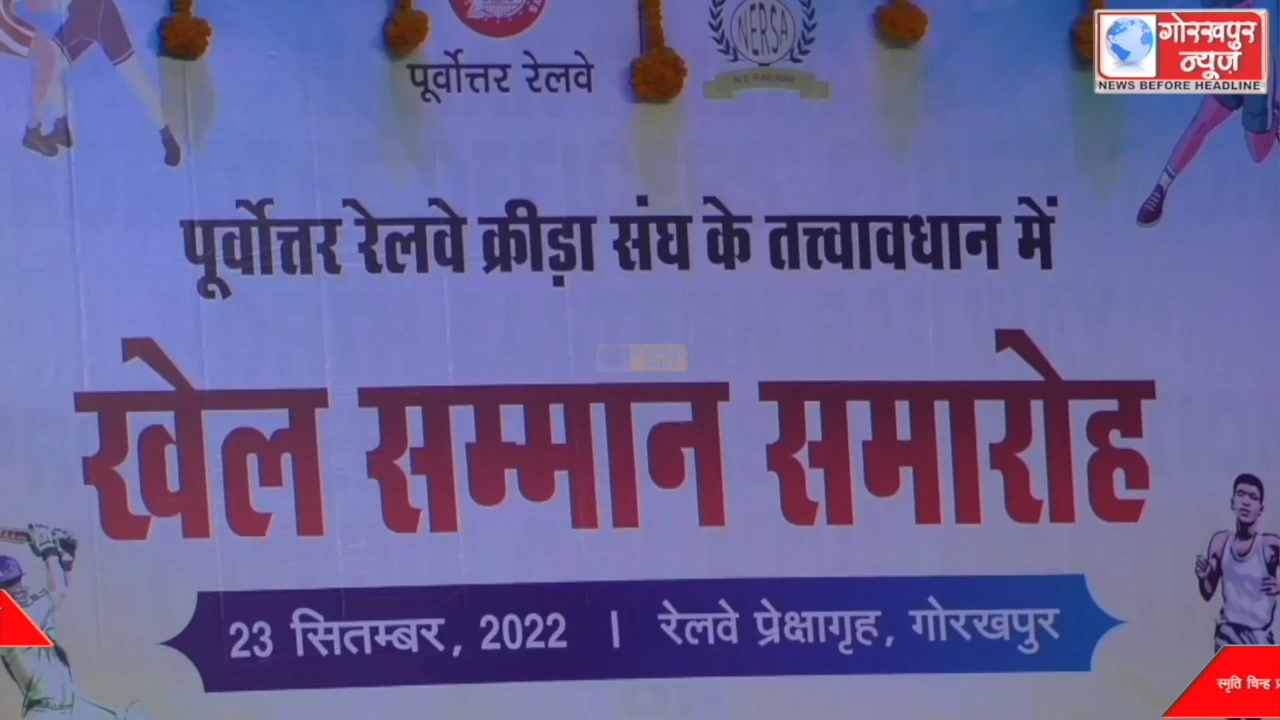 गोरखपुर
न्यूज़
NEWS BEFORE HEADLINE
NERSA
N.E RAILWAY
पूर्वोत्तर रेलवे
पूर्वोत्तर रेलवे क्रीड़ा संघ के तत्त्वावधान में
खेल सम्मान समारोह
23 सितम्बर, 2022 | रेलवे प्रेक्षागृह, गोरखपुर
स्मृति चिन्ह